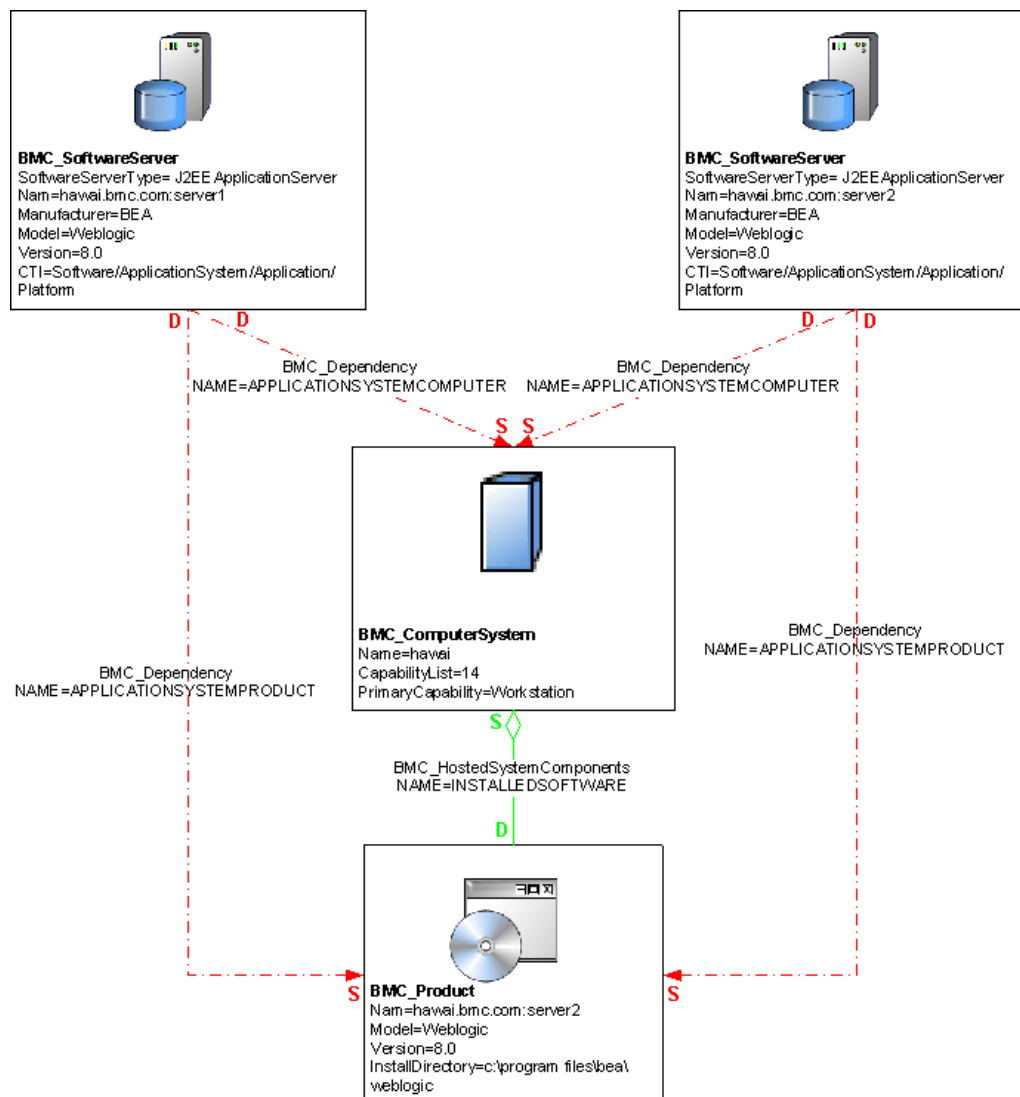 BMC_SoftwareServer
SoftwareServerType= J2EE ApplicationServer
Nam=hawai.bmc.com:server1
Manufacturer=BEA
Model=Weblogic
Version=8.0
CTI=Software/ApplicationSystem/Application/
Platform
BMC_SoftwareServer
SoftwareServerType= J2EE ApplicationServer
Nam=hawai.bmc.com:server2
Manufacturer=BEA
Model=Weblogic
Version=8.0
CTI=Software/ApplicationSystem/Application/
Platform
D D
D D
BMC_Dependency
NAME=APPLICATIONSYSTEMCOMPUTER
BMC_Dependency
NAME=APPLICATIONSYSTEMCOMPUTER
S S
BMC_ComputerSystem
Name=hawai
CapabilityList=14
PrimaryCapability=Workstation
BMC_Dependency
NAME=APPLICATIONSYSTEMPRODUCT
BMC_Dependency
NAME=APPLICATIONSYSTEMPRODUCT
S
BMC_HostedSystemComponents
NAME=INSTALLEDSOFTWARE
D
S
S
BMC_Product
Nam=hawai.bmc.com:server2
Model=Weblogic
Version=8.0
InstallDirectory=c:\program files\bea\
weblogic